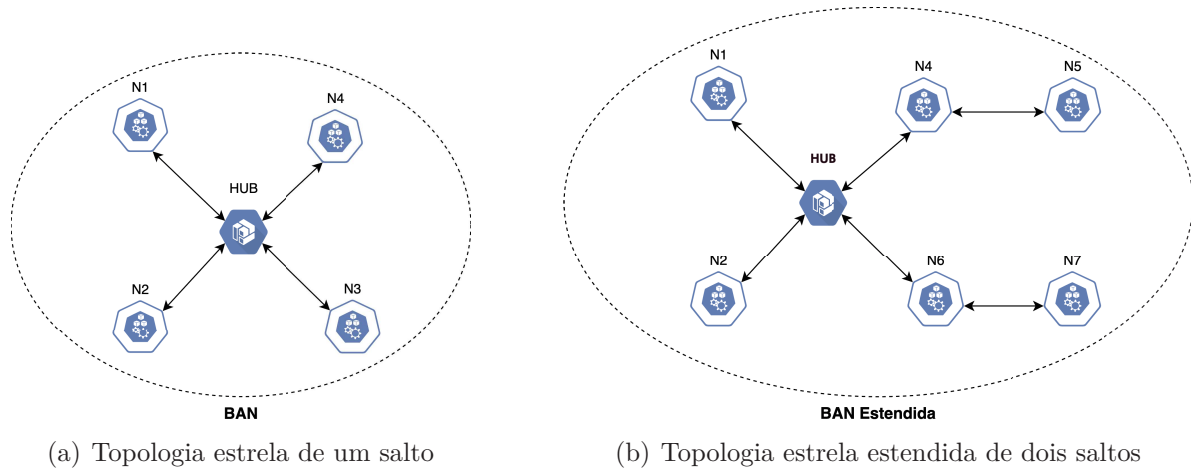 N1
N4
HUB
N2
N3
BAN
(a) Topologia estrela de um salto
N1
N4
N5
HUB
N2
N6
N7
BAN Estendida
(b) Topologia estrela estendida de dois saltos